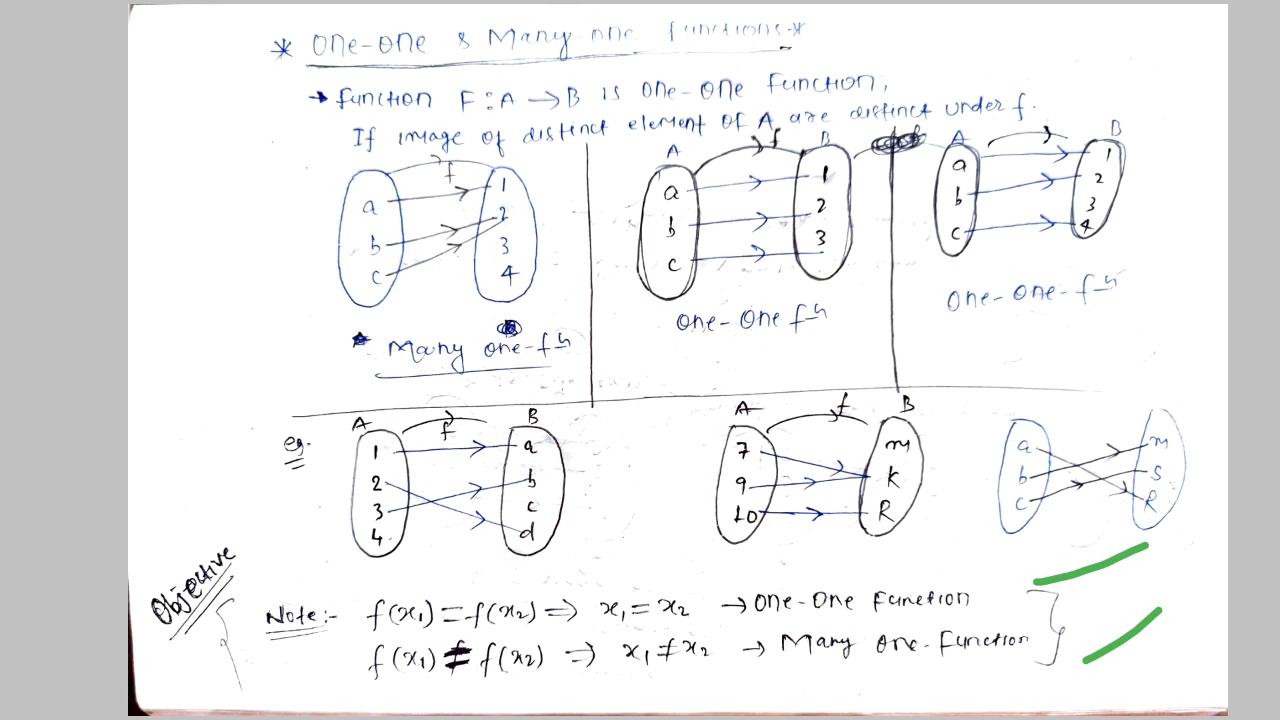 * One-One & Many-one functions *
→ function F:A → B is one-one function,
If image of distinct element of A are distinct under f.
f
a
b
c
1
2
3
4
* Many one-fn
A f B
a
b
c
1
2
3
One-One fn
A B
a
b
c
1
2
3
4
One-One-fn
eg.
A f B
1
2
3
4
a
b
c
d
A f B
7
9
10
m
K
R
a
b
c
m
S
R
Objective
Note:- f(x₁) = f(x₂) ⇒ x₁ = x₂ → One-One Function
f(x₁) ≠ f(x₂) ⇒ x₁ ≠ x₂ → Many One-Function